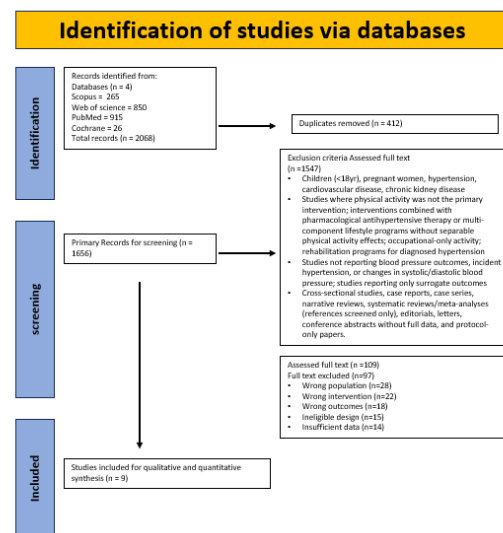 Identification of studies via databases
Identification
Records identified from:
Databases (n = 4)
Scopus = 265
Web of science = 850
PubMed = 915
Cochrane = 26
Total records (n = 2068)
Duplicates removed (n = 412)
Exclusion criteria Assessed full text
(n =1547)
• Children (<18yr), pregnant women, hypertension,
cardiovascular disease, chronic kidney disease
• Studies where physical activity was not the primary
intervention; interventions combined with
pharmacological antihypertensive therapy or multi-
component lifestyle programs without separable
physical activity effects; occupational-only activity;
rehabilitation programs for diagnosed hypertension
• Studies not reporting blood pressure outcomes, incident
hypertension, or changes in systolic/diastolic blood
pressure; studies reporting only surrogate outcomes
• Cross-sectional studies, case reports, case series,
narrative reviews, systematic reviews/meta-analyses
(references screened only), editorials, letters,
conference abstracts without full data, and protocol-
only papers.
screening
Primary Records for screening (n =
1656)
Assessed full text (n =109)
Full text excluded (n=97)
• Wrong population (n=28)
• Wrong intervention (n=22)
• Wrong outcomes (n=18)
• Ineligible design (n=15)
• Insufficient data (n=14)
Included
Studies included for qualitative and quantitative
synthesis (n = 9)